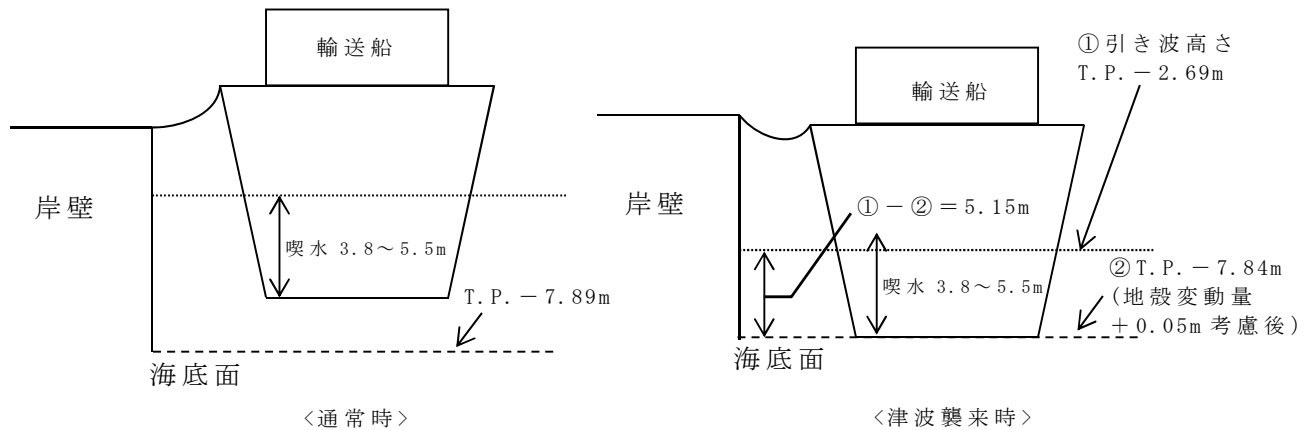 輸送船
岸壁
喫水 3.8～5.5m
T.P.－7.89m
海底面
＜通常時＞
①引き波高さ
T.P.－2.69m
輸送船
岸壁
①－②＝5.15m
喫水 3.8～5.5m
②T.P.－7.84m
(地殻変動量
＋0.05m 考慮後)
海底面
＜津波襲来時＞